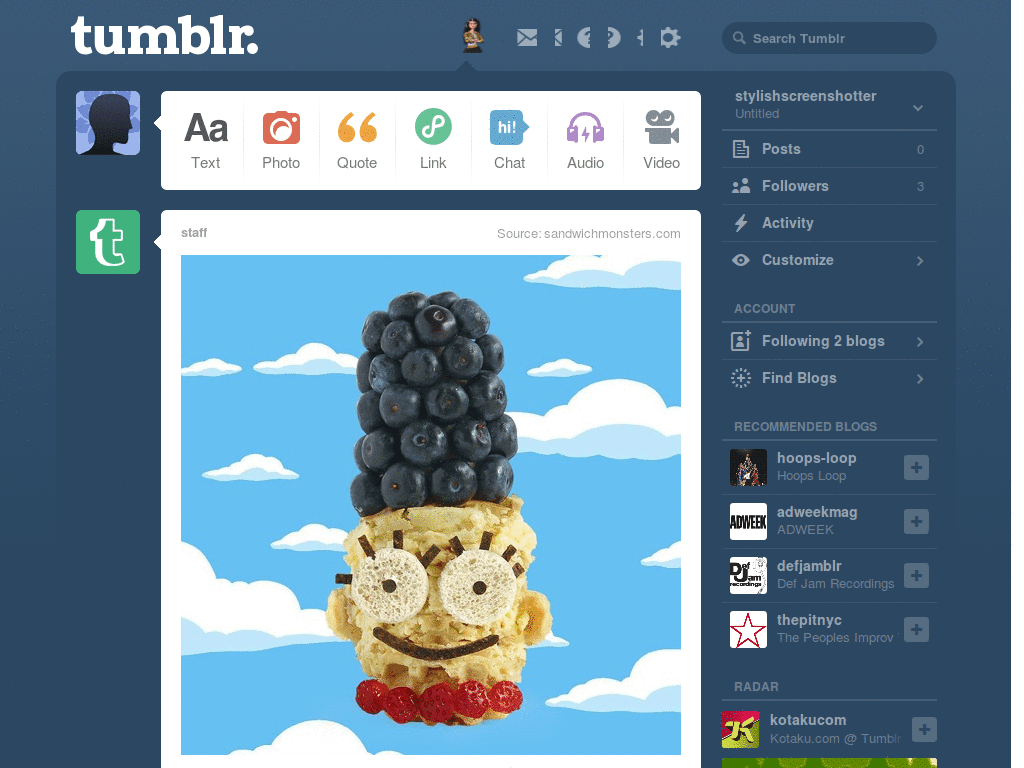 tumblr.
Search Tumblr
Aa
Text
Photo
Quote
Link
hi!
Chat
Audio
Video
staff
Source: sandwichmonsters.com
stylishscreenshotter
Untitled
Posts 0
Followers 3
Activity
Customize
ACCOUNT
Following 2 blogs
Find Blogs
RECOMMENDED BLOGS
hoops-loop
Hoops Loop
ADWEEK
adweekmag
ADWEEK
Def
Jam
recordings
defjamblr
Def Jam Recordings
thepitnyc
The Peoples Improv
RADAR
kotakucom
Kotaku.com @ Tumblr